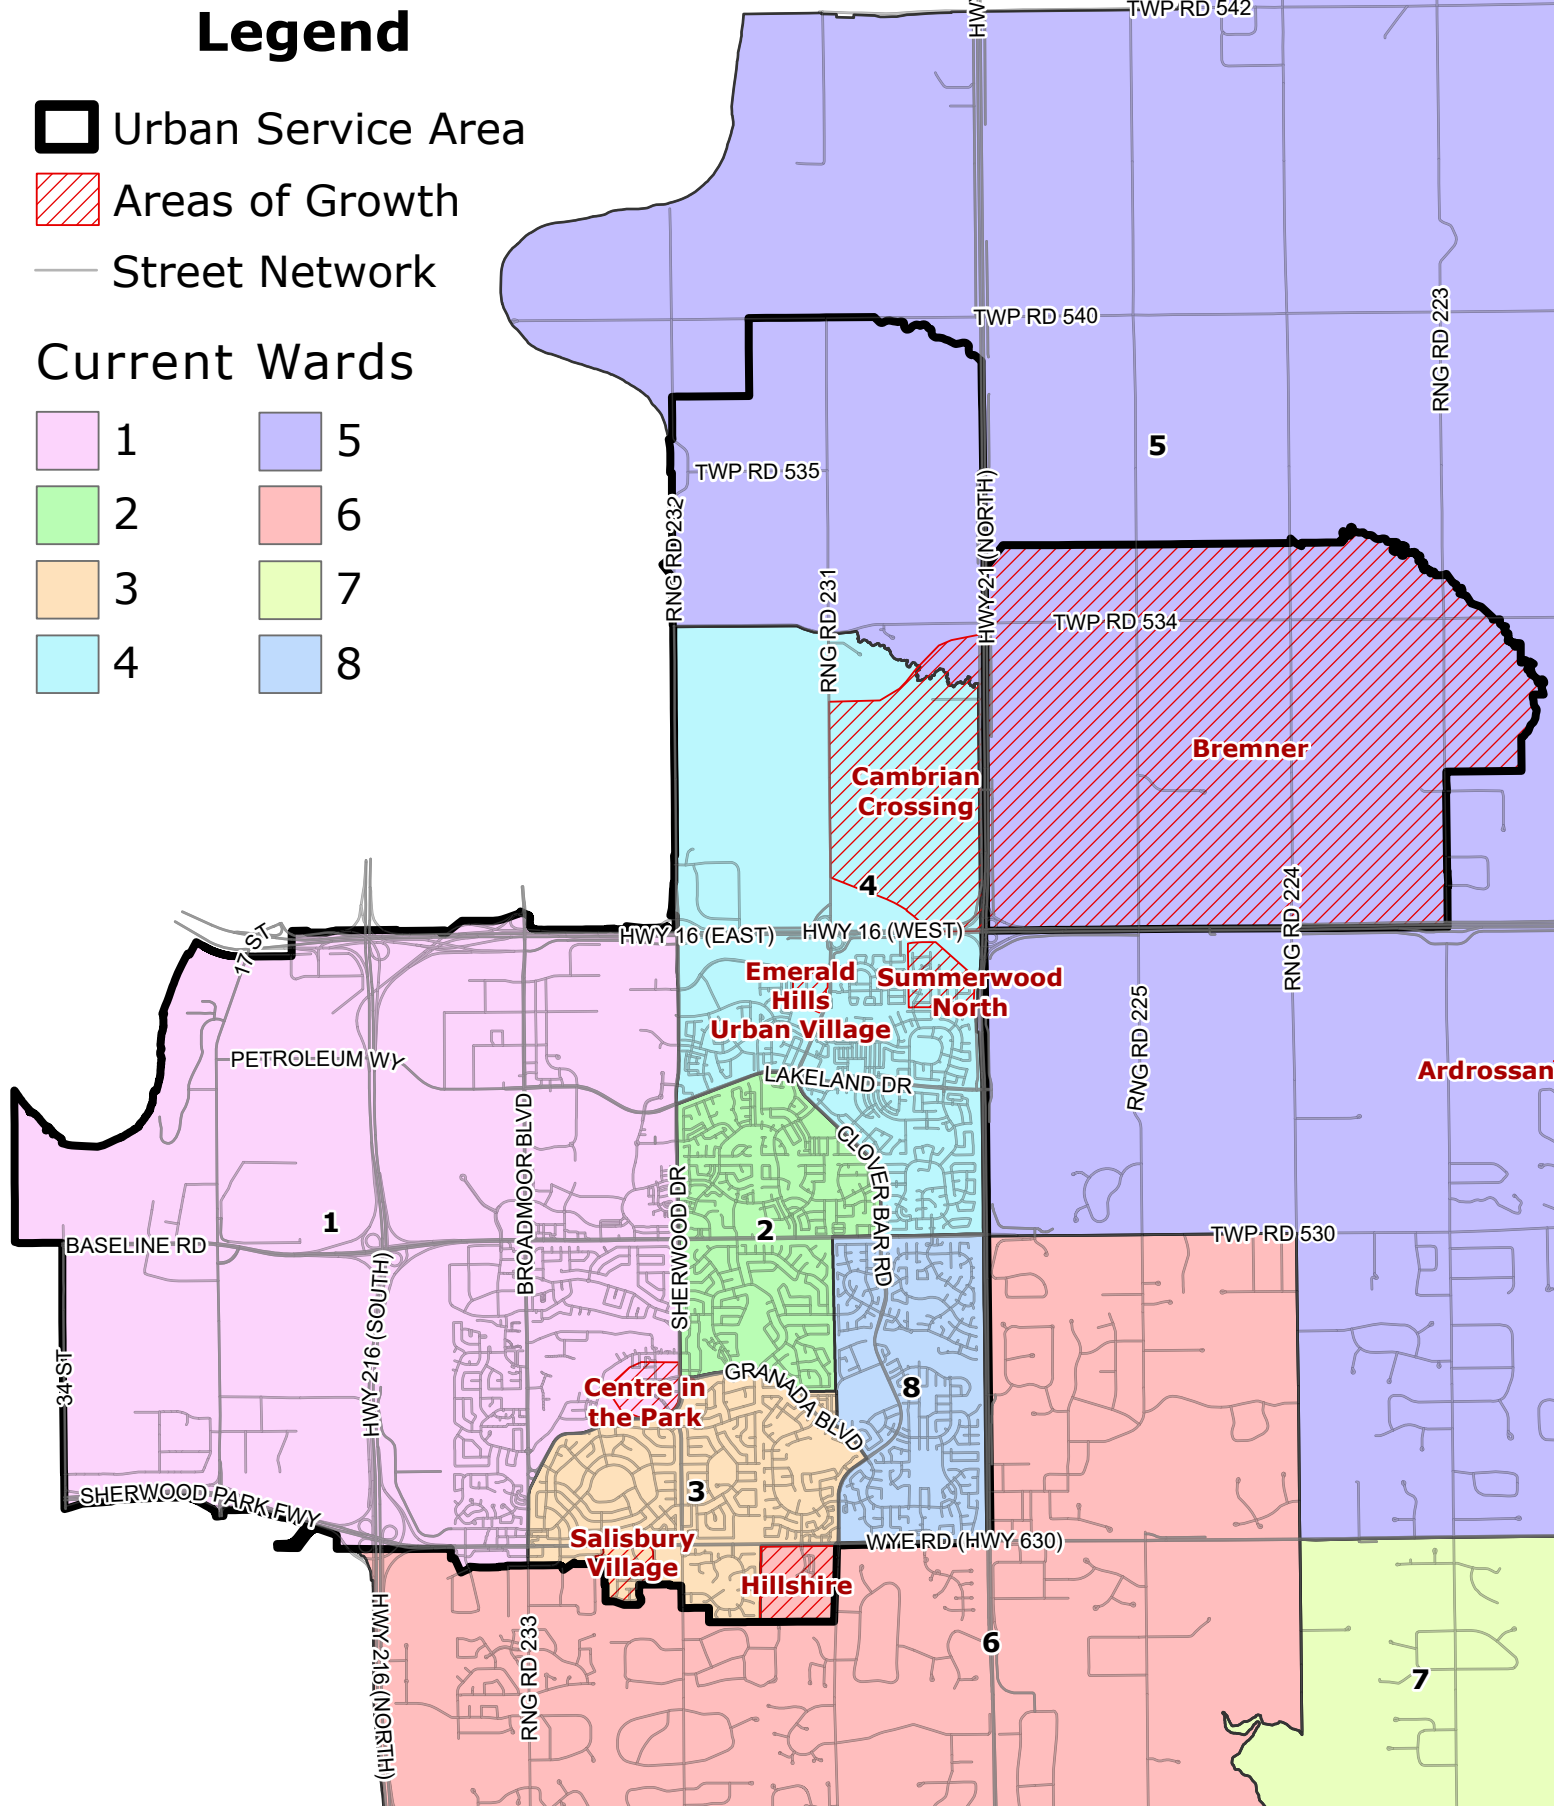 Legend
Urban Service Area
Areas of Growth
Street Network
Current Wards
1
5
2
6
3
7
4
8
TWP RD 542
HW
TWP RD 540
RNG RD 223
5
TWP RD 535
HWY 21 (NORTH)
RNG RD 232
RNG RD 231
TWP RD 534
Bremner
Cambrian
Crossing
4
RNG RD 224
17 ST
HWY 16 (EAST)
HWY 16 (WEST)
Emerald
Hills
Urban Village
Summerwood
North
RNG RD 225
PETROLEUM WY
LAKELAND DR
Ardrossan
BROADMOOR BLVD
CLOVER BAR RD
SHERWOOD DR
1
2
BASELINE RD
TWP RD 530
HWY 216 (SOUTH)
34 ST
Centre in
the Park
GRANADA BLVD
8
3
SHERWOOD PARK FWY
Salisbury
Village
WYE RD (HWY 630)
Hillshire
HWY 216 (NORTH)
RNG RD 233
6
7